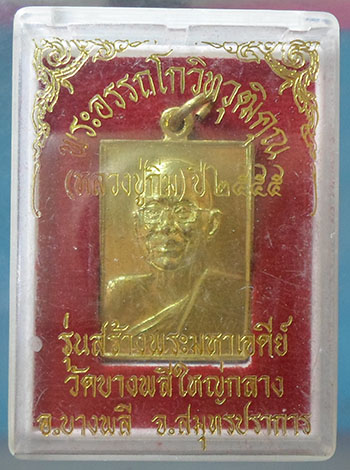 พระอรรถโกวิทวุฒิคุณ
(หลวงปู่กิ่ม) ปี ๒๕๕๕
รุ่นสร้างพระมหาเจดีย์
วัดบางพลีใหญ่กลาง
อ.บางพลี จ.สมุทรปราการ